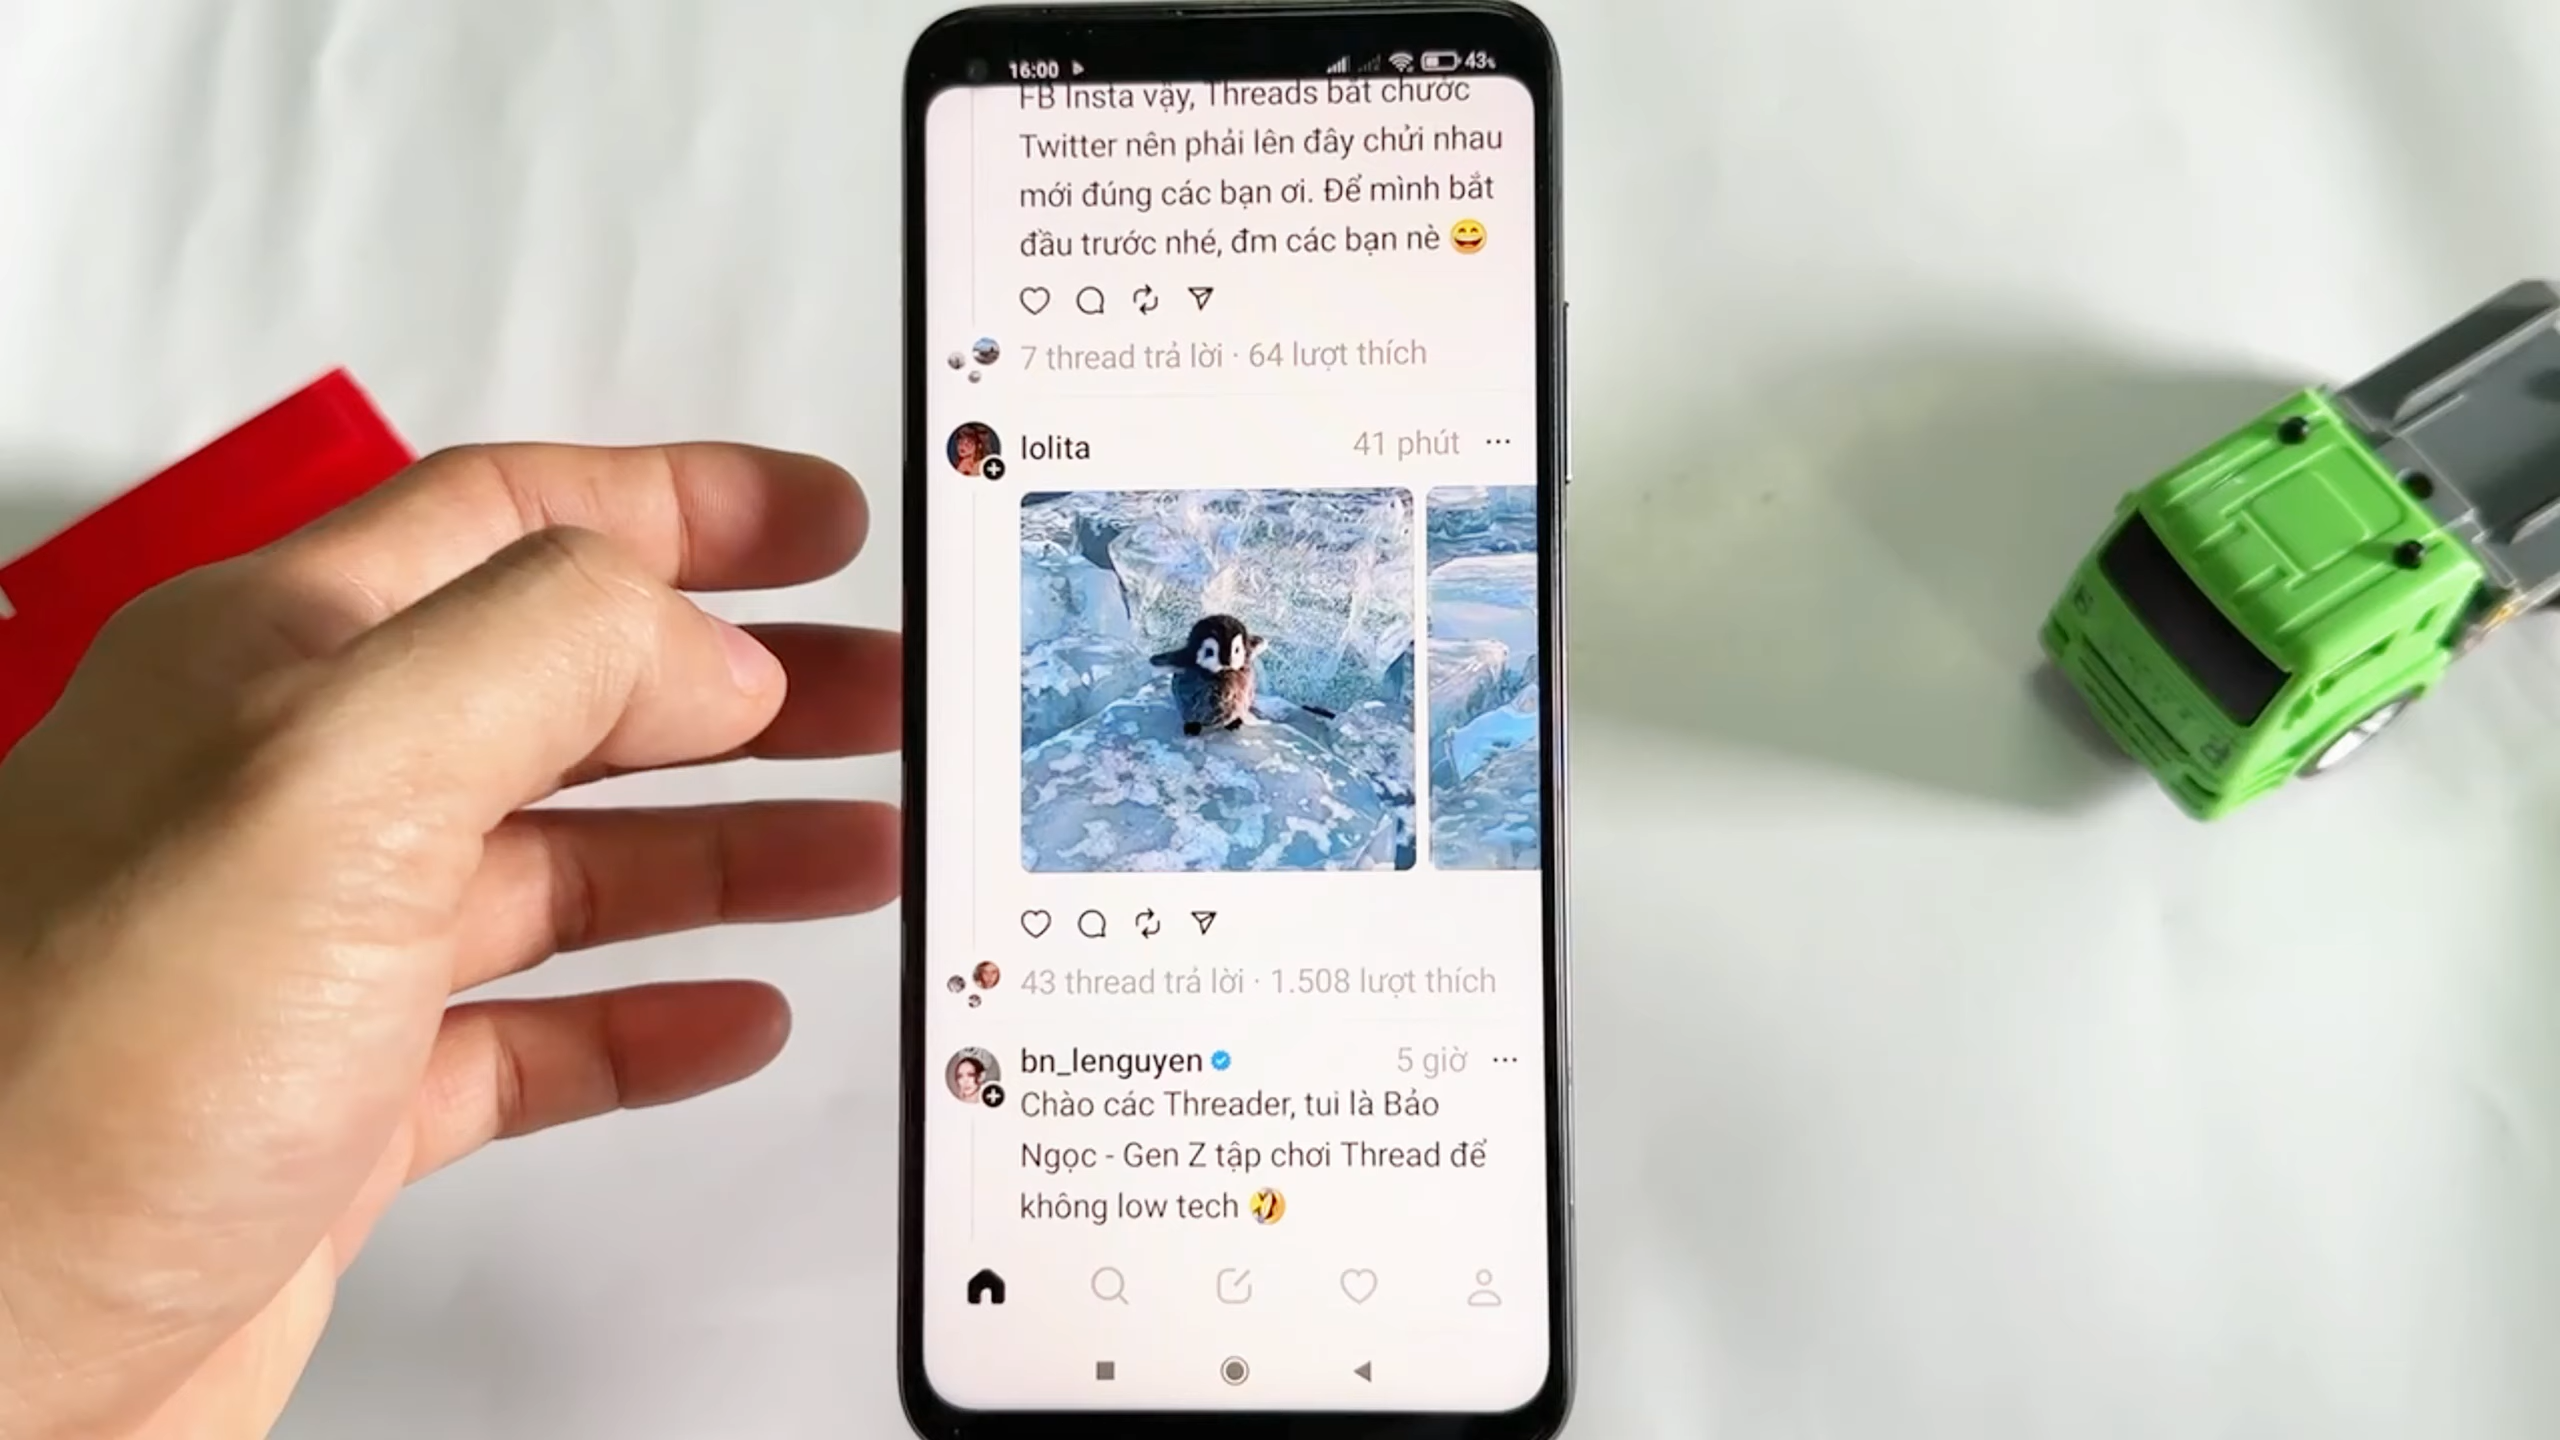 16:00
43%
FB Insta vậy, Threads bắt chước
Twitter nên phải lên đây chửi nhau
mới đúng các bạn ơi. Để mình bắt
đầu trước nhé, đm các bạn nè 😄
7 thread trả lời · 64 lượt thích
lolita 41 phút
43 thread trả lời · 1.508 lượt thích
bn_lenguyen 5 giờ
Chào các Threader, tui là Bảo
Ngọc - Gen Z tập chơi Thread để
không low tech 🤣